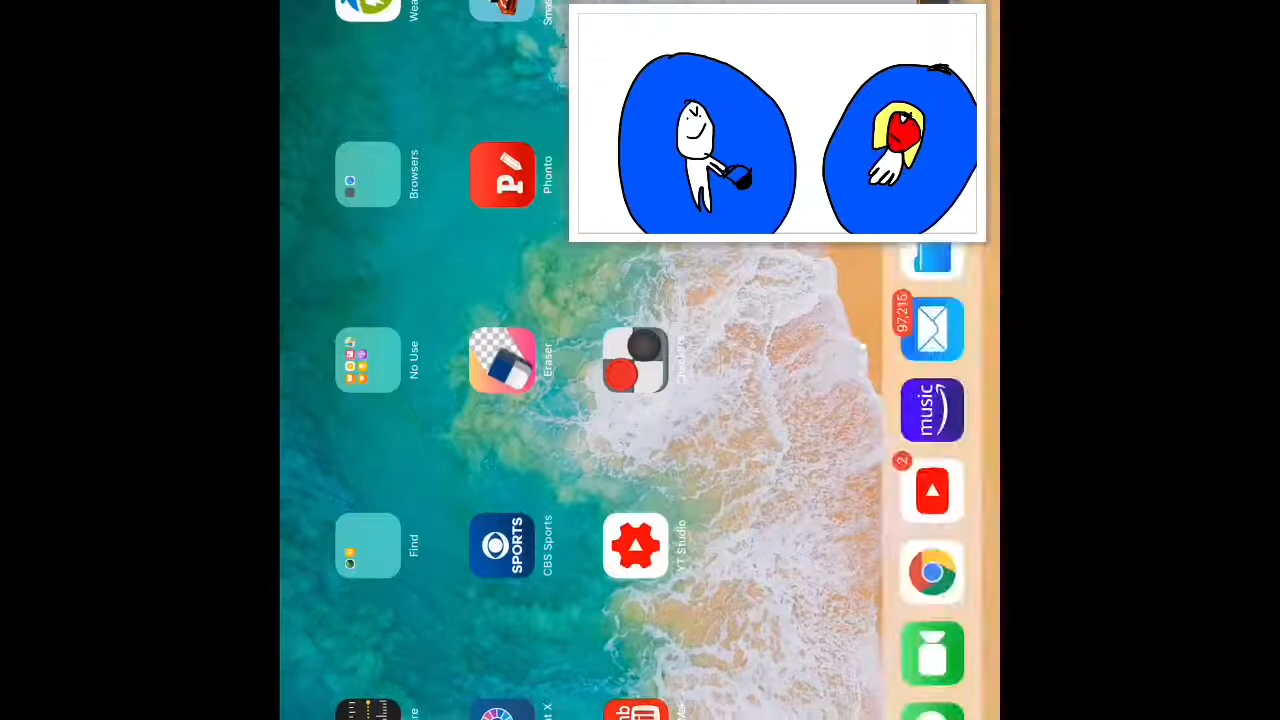 Browsers
No Use
Find
P
Phonto
Eraser
SPORTS
CBS Sports
YT Studio
97,215
music
2